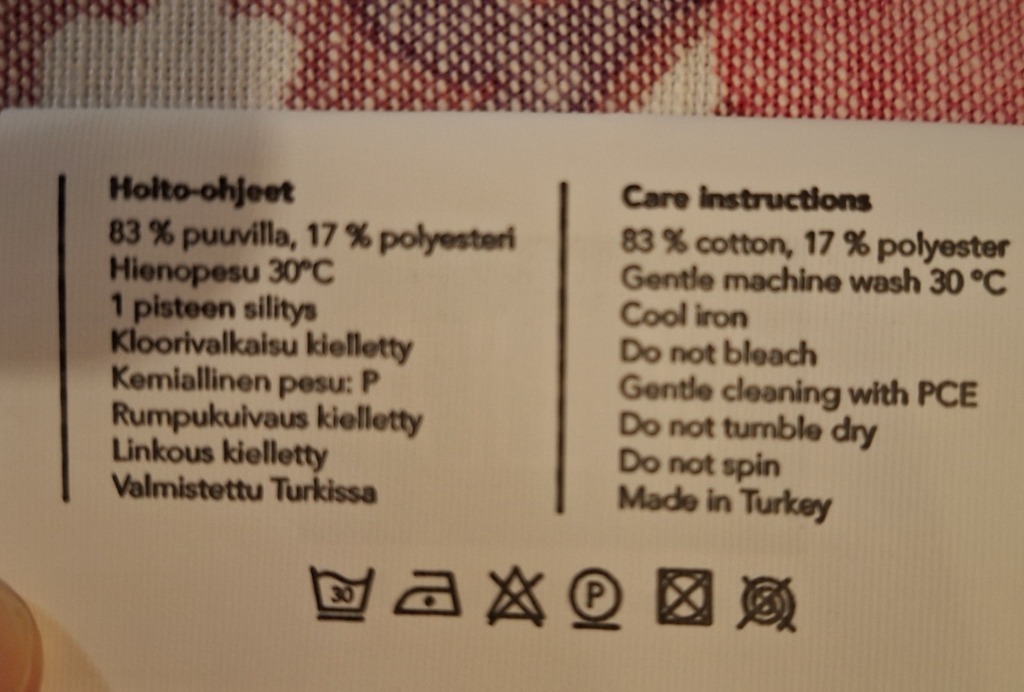 Hoito-ohjeet
83 % puuvilla, 17 % polyesteri
Hienopesu 30°C
1 pisteen silitys
Kloorivalkaisu kielletty
Kemiallinen pesu: P
Rumpukuivaus kielletty
Linkous kielletty
Valmistettu Turkissa
Care instructions
83 % cotton, 17 % polyester
Gentle machine wash 30 °C
Cool iron
Do not bleach
Gentle cleaning with PCE
Do not tumble dry
Do not spin
Made in Turkey
30 P